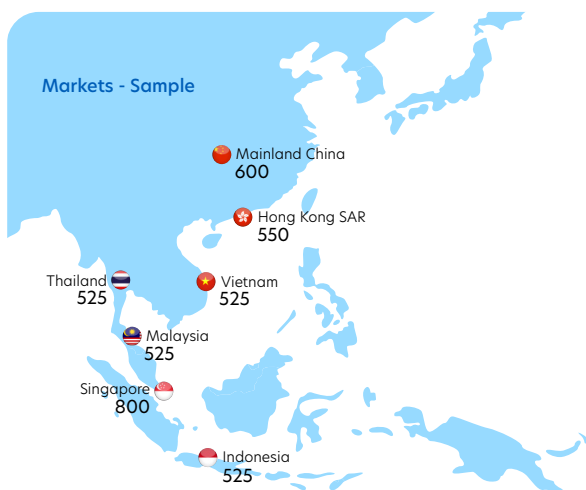 Markets - Sample
Mainland China
600
Hong Kong SAR
550
Thailand
525
Vietnam
525
Malaysia
525
Singapore
800
Indonesia
525